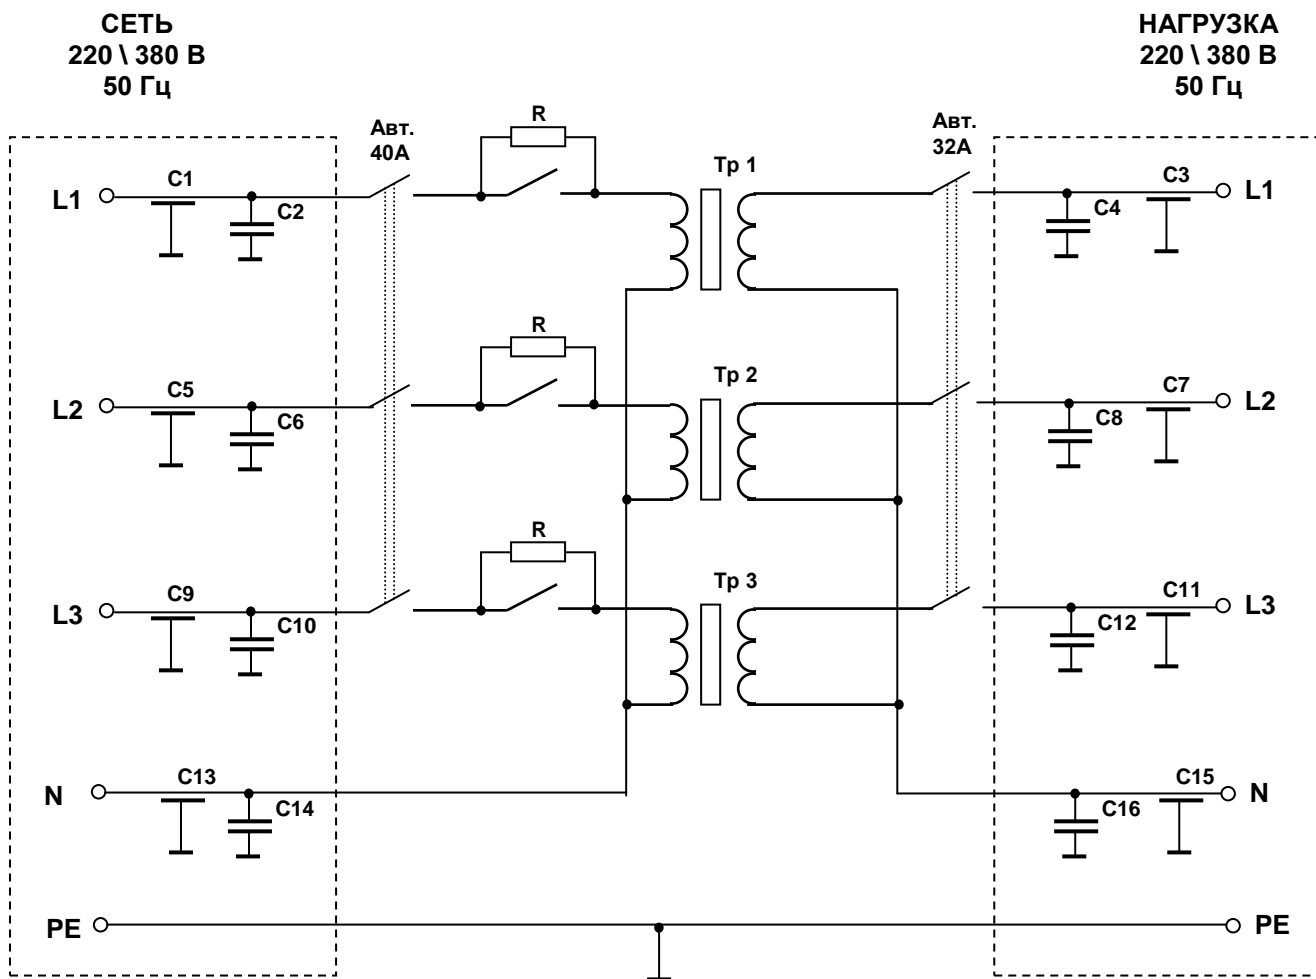 СЕТЬ
220 \ 380 В
50 Гц
НАГРУЗКА
220 \ 380 В
50 Гц
Авт.
40А
R
Тр 1
Авт.
32А
L1
C1
C2
C4
C3
L1
R
Тр 2
L2
C5
C6
C8
C7
L2
R
Тр 3
L3
C9
C10
C12
C11
L3
N
C13
C14
C16
C15
N
PE
PE